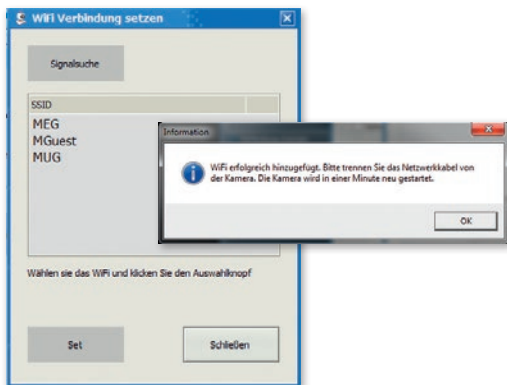 WiFi Verbindung setzen
Signalsuche
SSID
MEG
MGuest
MUG
Wählen sie das WiFi und klicken Sie den Auswahlknopf
Set
Schließen
Information
WiFi erfolgreich hinzugefügt. Bitte trennen Sie das Netzwerkkabel von
der Kamera. Die Kamera wird in einer Minute neu gestartet.
OK